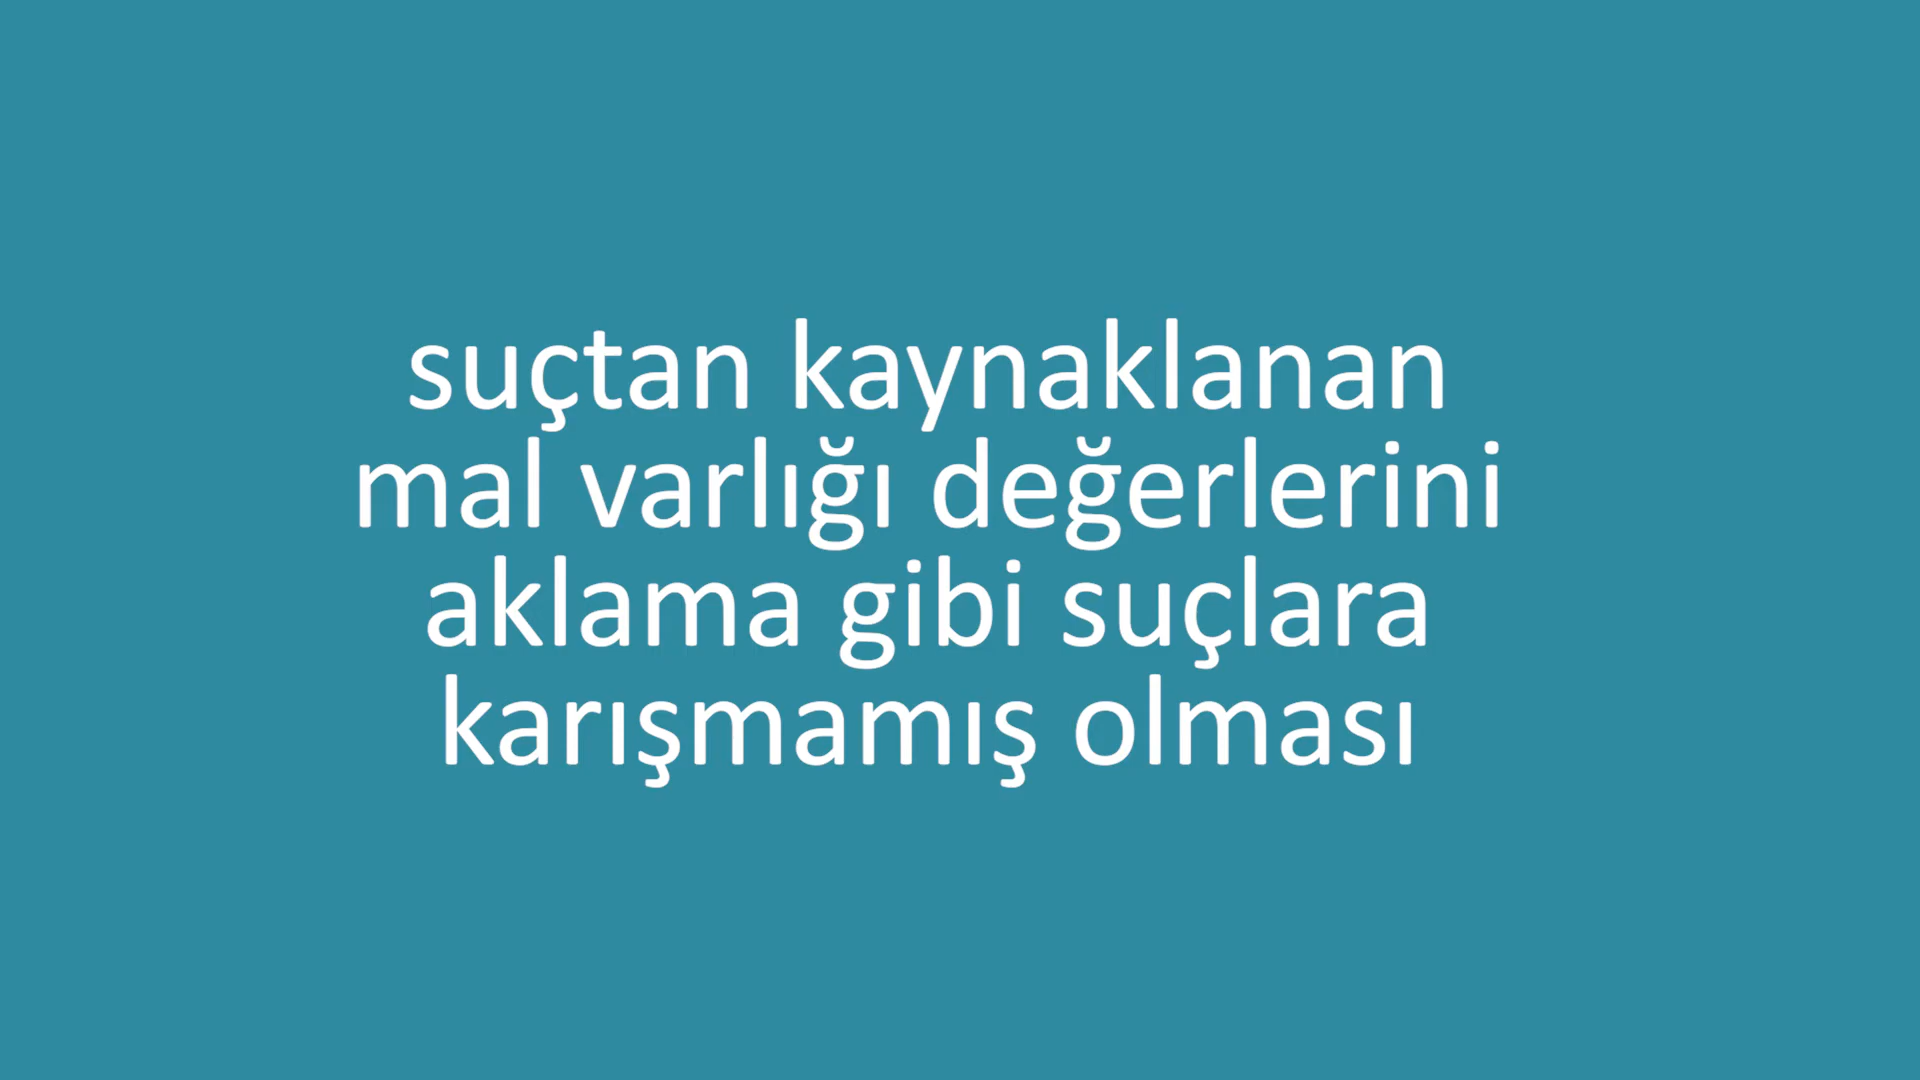 suçtan kaynaklanan
mal varlığı değerlerini
aklama gibi suçlara
karışmamış olması